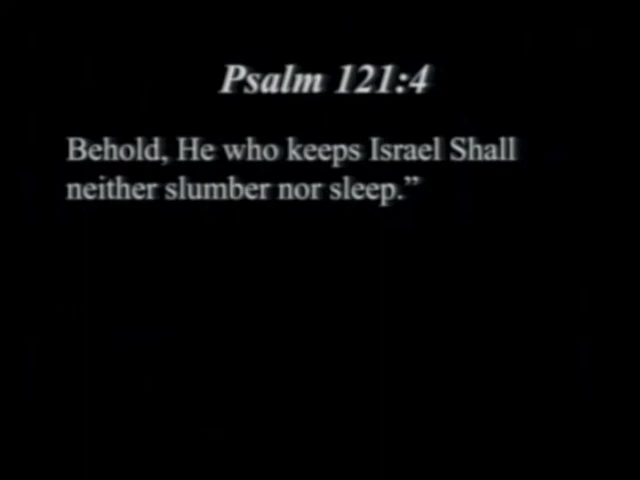 Psalm 121:4
Behold, He who keeps Israel Shall
neither slumber nor sleep.”